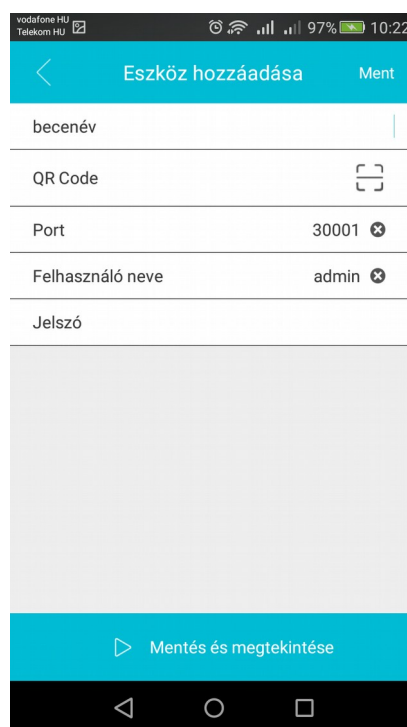 vodafone HU
Telekom HU 97% 10:22
Eszköz hozzáadása Ment
becenév
QR Code
Port 30001
Felhasználó neve admin
Jelszó
Mentés és megtekintése